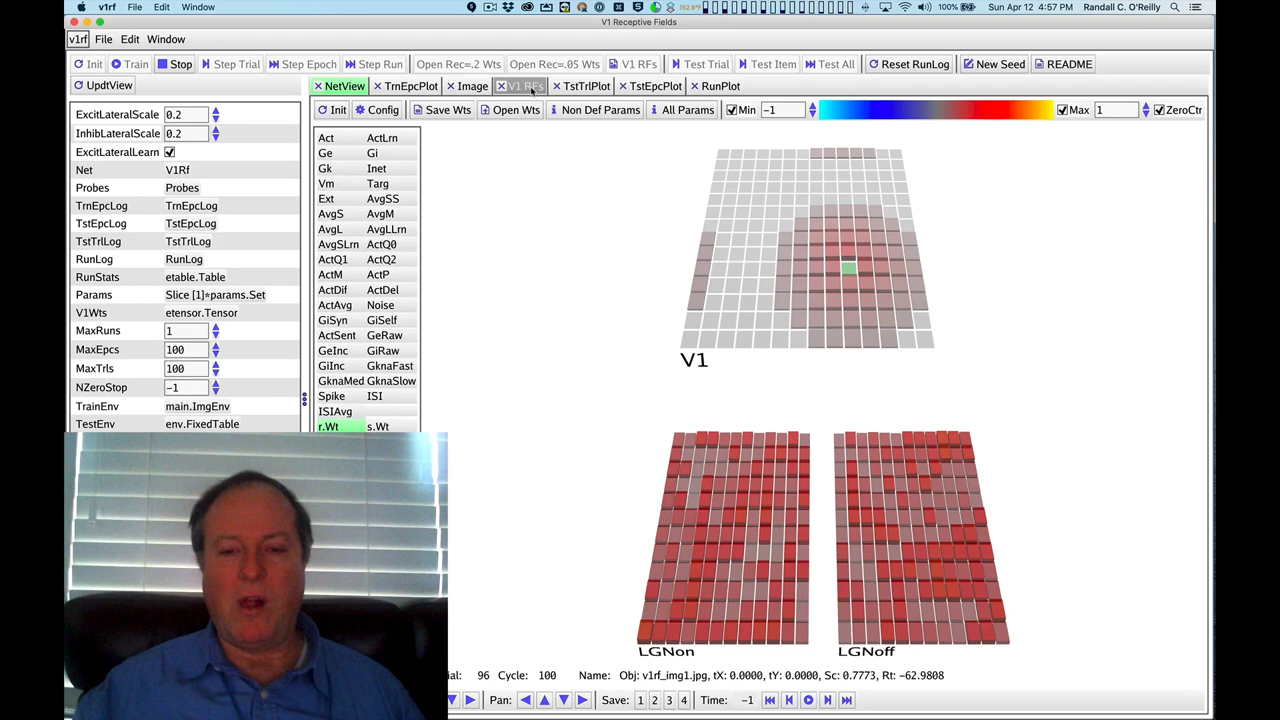 v1rf File Edit Window 162.9°F 100% Sun Apr 12 4:57 PM Randall C. O'Reilly
V1 Receptive Fields
v1rf File Edit Window
Init Train Stop Step Trial Step Epoch Step Run Open Rec=.2 Wts Open Rec=.05 Wts V1 RFs Test Trial Test Item Test All Reset RunLog New Seed README
UpdtView NetView TrnEpcPlot Image V1 RFs TstTrlPlot TstEpcPlot RunPlot
Init Config Save Wts Open Wts Non Def Params All Params Min -1 Max 1 ZeroCtr
ExcitLateralScale 0.2
InhibLateralScale 0.2
ExcitLateralLearn
Net V1Rf
Probes Probes
TrnEpcLog TrnEpcLog
TstEpcLog TstEpcLog
TstTrlLog TstTrlLog
RunLog RunLog
RunStats etable.Table
Params Slice [1]*params.Set
V1Wts etensor.Tensor
MaxRuns 1
MaxEpcs 100
MaxTrls 100
NZeroStop -1
TrainEnv main.ImgEnv
TestEnv env.FixedTable
Act ActLrn
Ge Gi
Gk Inet
Vm Targ
Ext AvgSS
AvgS AvgM
AvgL AvgLLrn
AvgSLrn ActQ0
ActQ1 ActQ2
ActM ActP
ActDif ActDel
ActAvg Noise
GiSyn GiSelf
ActSent GeRaw
GeInc GiRaw
GiInc GknaFast
GknaMed GknaSlow
Spike ISI
ISIAvg
r.Wt s.Wt
V1
LGNon LGNoff
ial: 96 Cycle: 100 Name: Obj: v1rf_img1.jpg, tX: 0.0000, tY: 0.0000, Sc: 0.7773, Rt: -62.9808
Pan: Save: 1 2 3 4 Time: -1